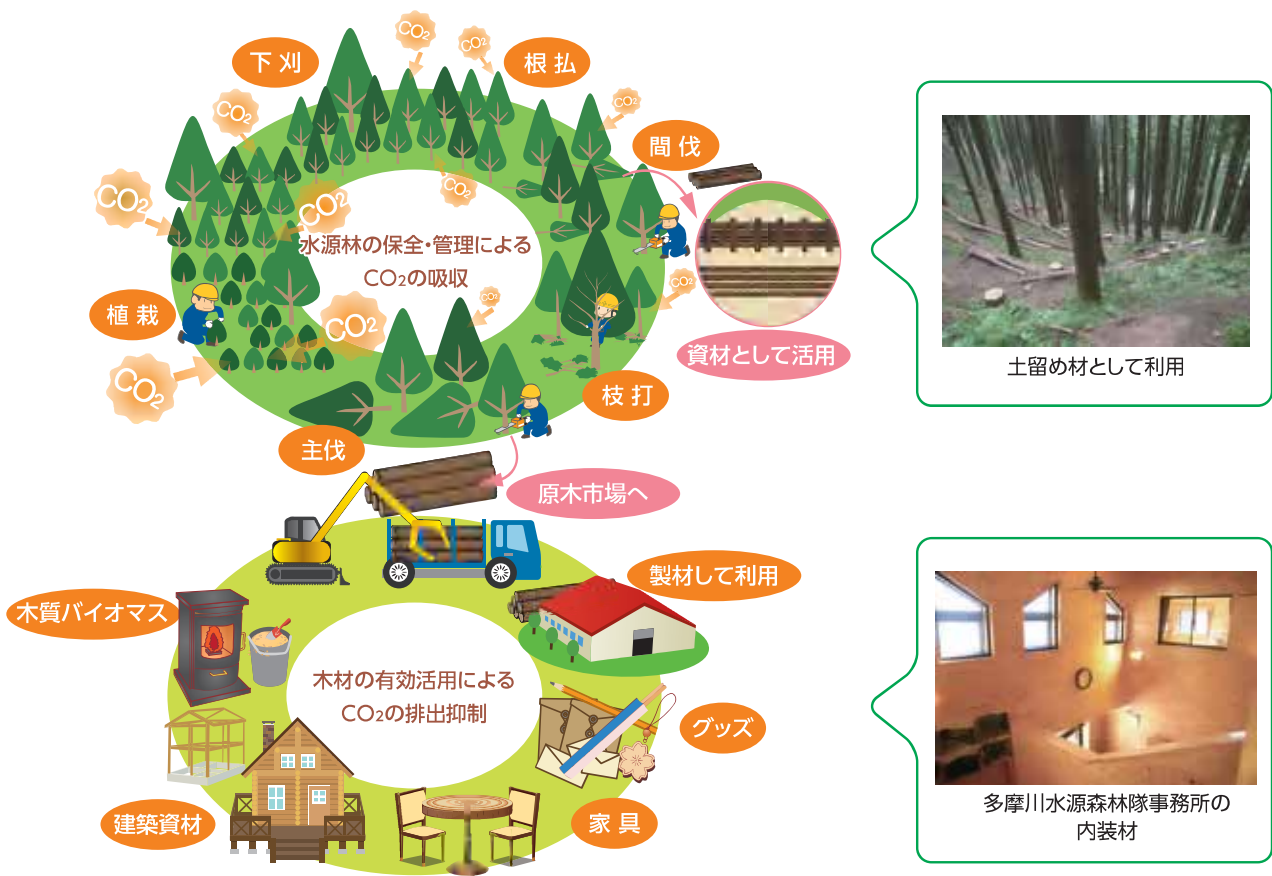 CO2
CO2
下刈
根払
CO2
CO2
間伐
CO2
CO2
CO2
水源林の保全・管理による
CO2の吸収
CO2
CO2
植栽
CO2
CO2
資材として活用
土留め材として利用
枝打
主伐
原木市場へ
製材して利用
木質バイオマス
木材の有効活用による
CO2の排出抑制
グッズ
建築資材
家具
多摩川水源森林隊事務所の
内装材